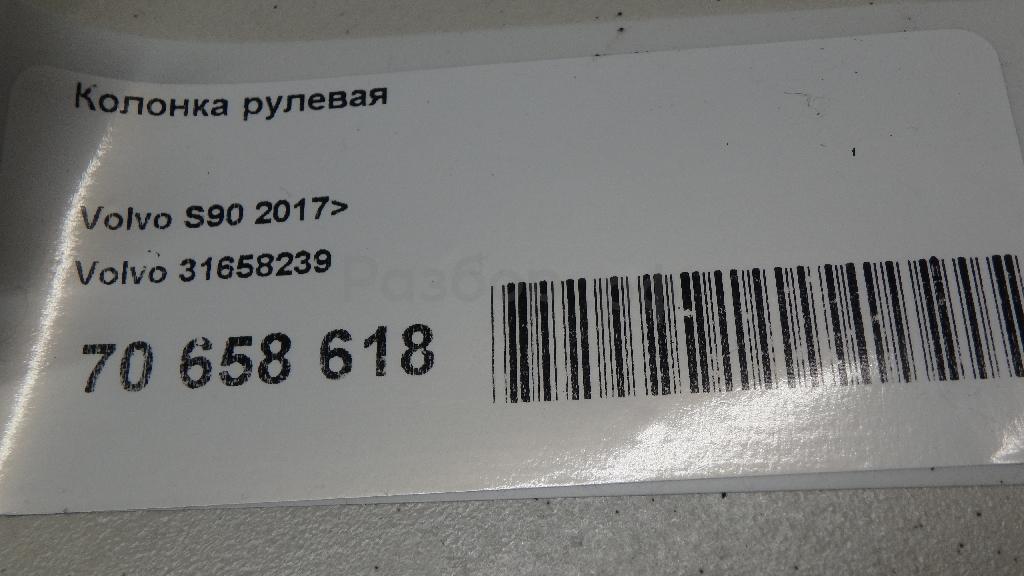 Колонка рулевая
Volvo S90 2017>
Volvo 31658239
70 658 618